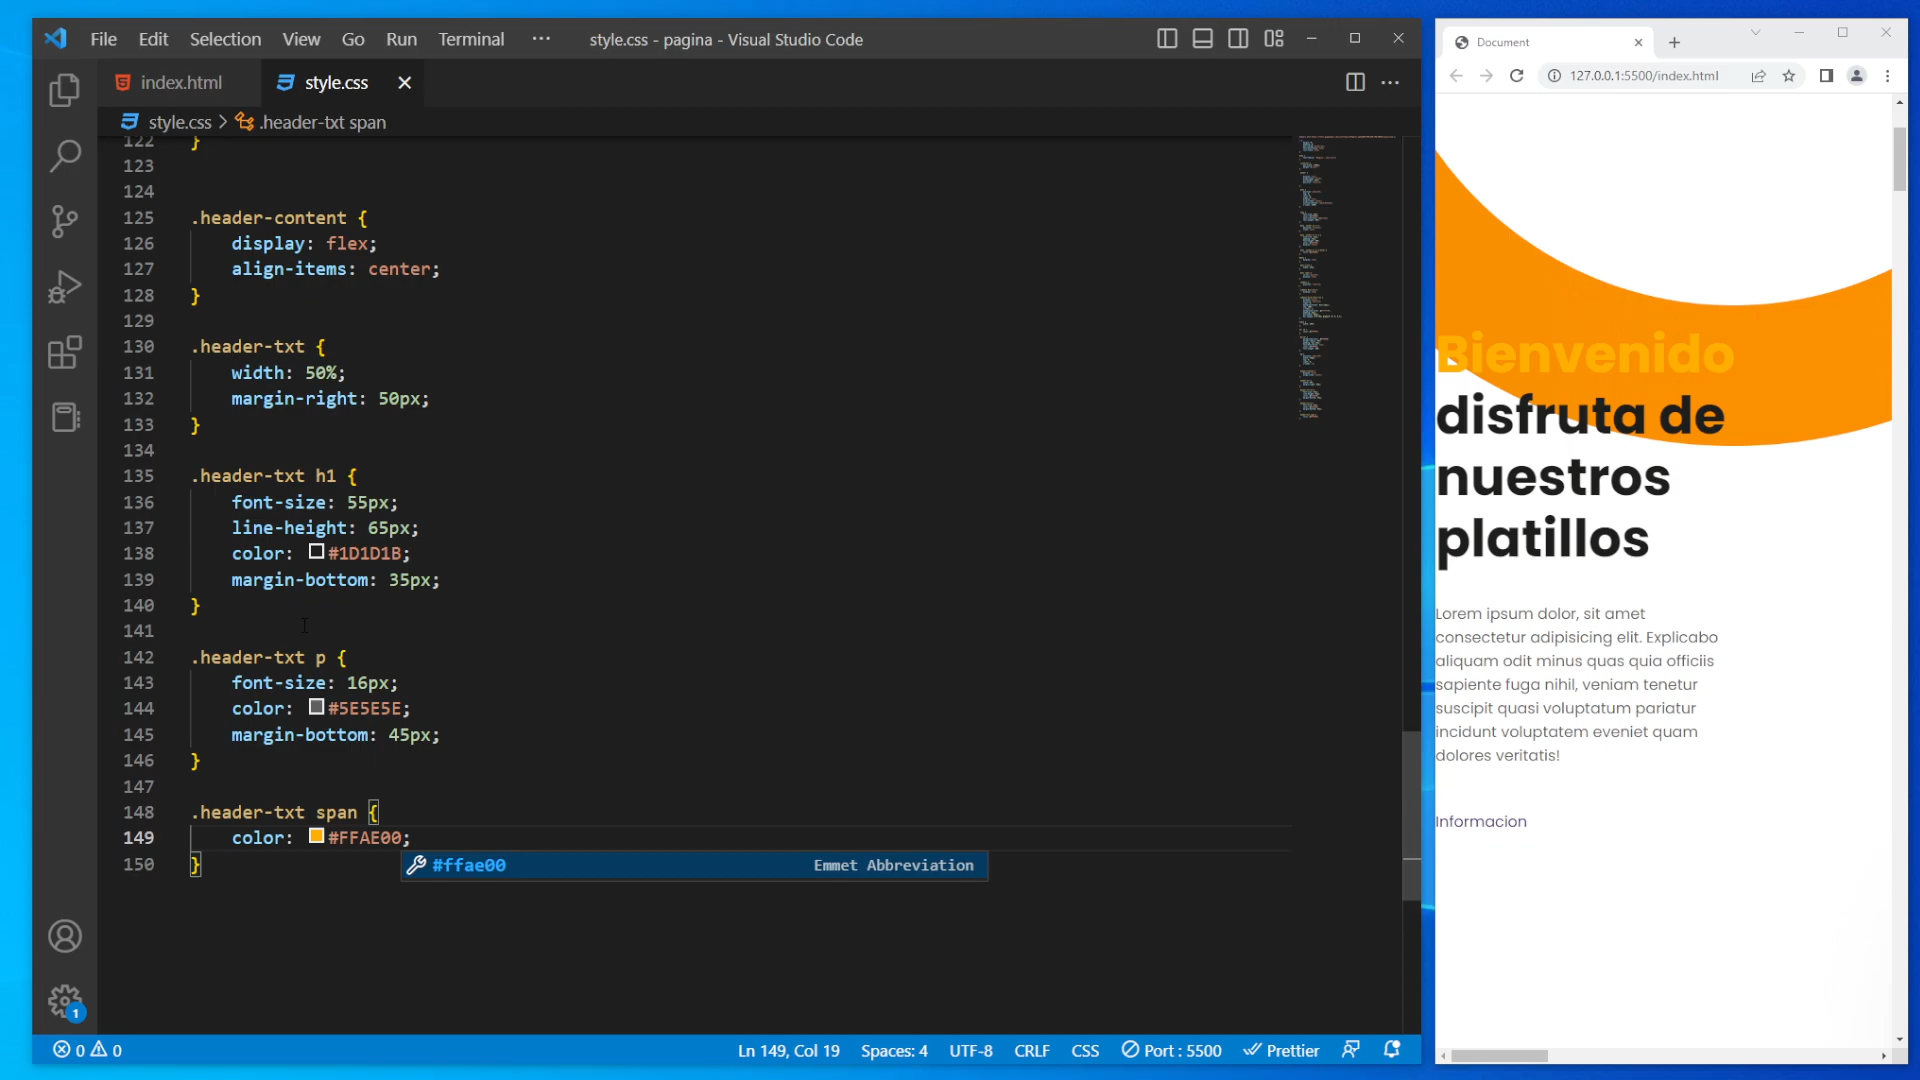 File Edit Selection View Go Run Terminal ··· style.css - pagina - Visual Studio Code
index.html style.css
style.css > .header-txt span
122 }
123
124
125 .header-content {
126 display: flex;
127 align-items: center;
128 }
129
130 .header-txt {
131 width: 50%;
132 margin-right: 50px;
133 }
134
135 .header-txt h1 {
136 font-size: 55px;
137 line-height: 65px;
138 color: #1D1D1B;
139 margin-bottom: 35px;
140 }
141
142 .header-txt p {
143 font-size: 16px;
144 color: #5E5E5E;
145 margin-bottom: 45px;
146 }
147
148 .header-txt span {
149 color: #FFAE00;
150 }
#ffae00 Emmet Abbreviation
1
0 0 Ln 149, Col 19 Spaces: 4 UTF-8 CRLF CSS Port : 5500 Prettier
Document
127.0.0.1:5500/index.html
Bienvenido
disfruta de
nuestros
platillos
Lorem ipsum dolor, sit amet
consectetur adipisicing elit. Explicabo
aliquam odit minus quas quia officiis
sapiente fuga nihil, veniam tenetur
suscipit quasi voluptatum pariatur
incidunt voluptatem eveniet quam
dolores veritatis!
Informacion